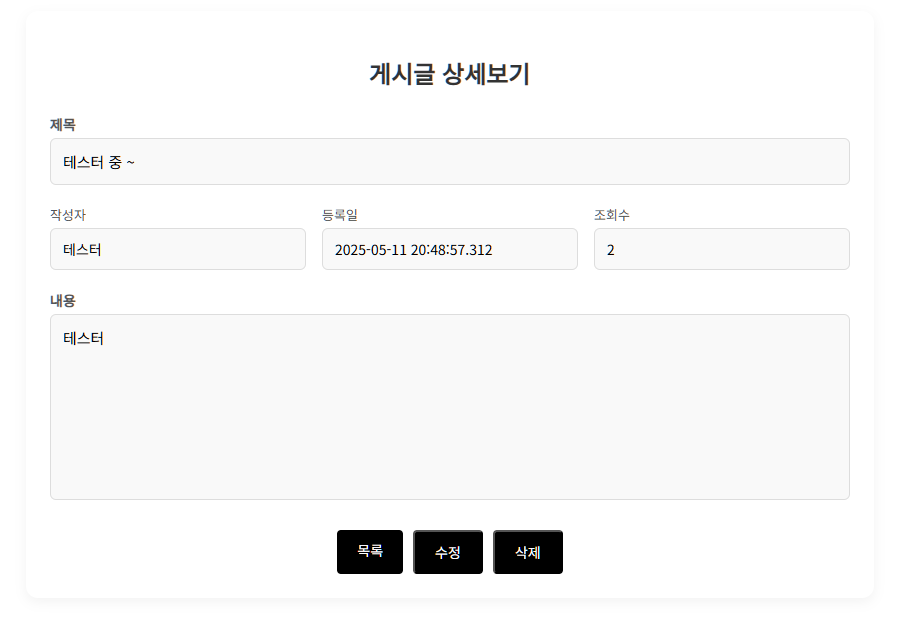 게시글 상세보기
제목
테스터 중 ~
작성자 등록일 조회수
테스터 2025-05-11 20:48:57.312 2
내용
테스터
목록 수정 삭제